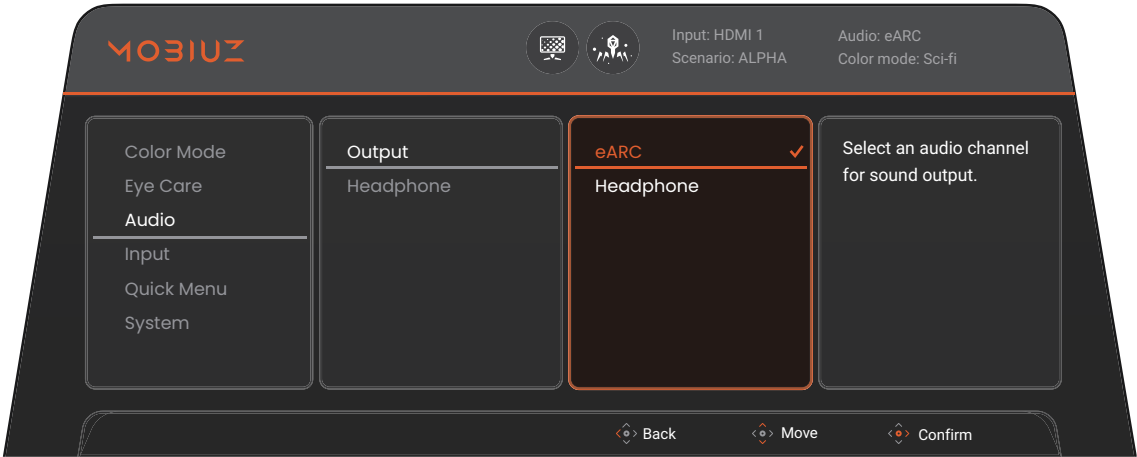 MOBIUZ
Input: HDMI 1
Scenario: ALPHA
Audio: eARC
Color mode: Sci-fi
Color Mode
Eye Care
Audio
Input
Quick Menu
System
Output
Headphone
eARC
Headphone
Select an audio channel
for sound output.
Back
Move
Confirm